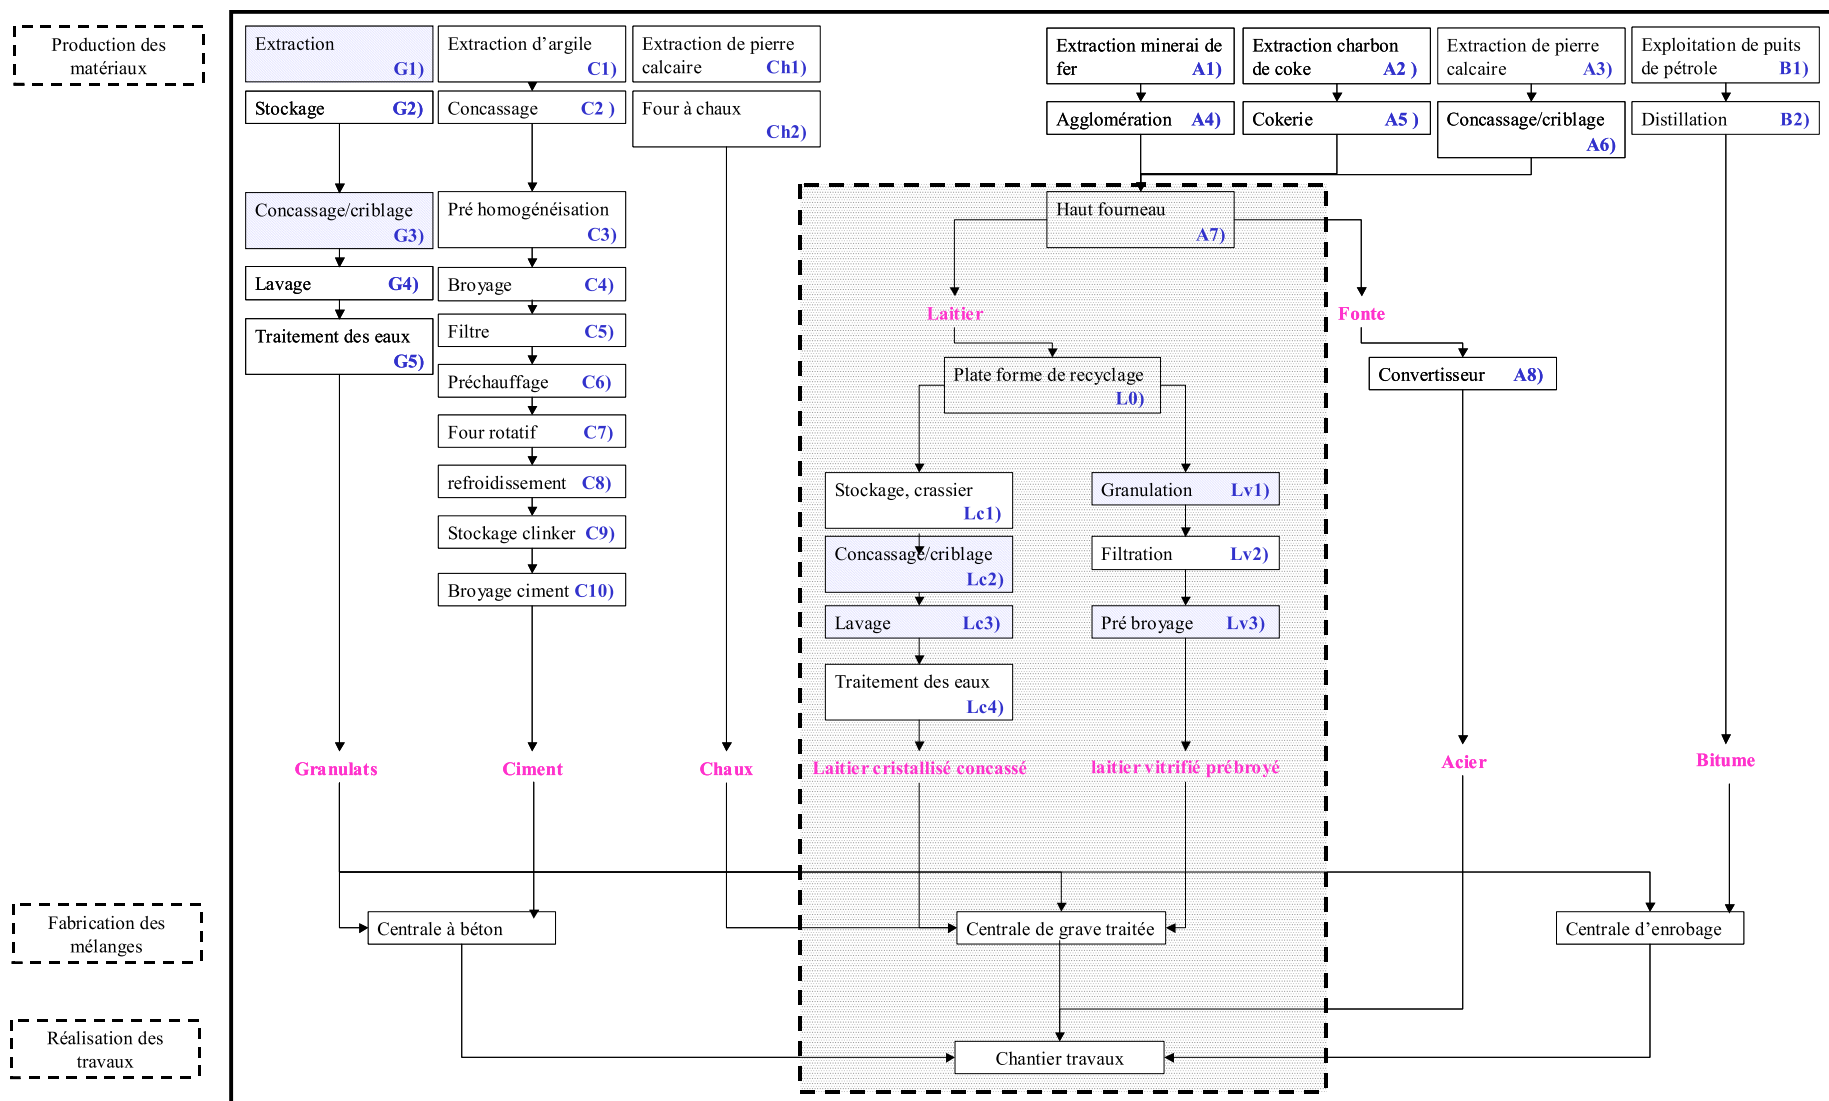 Production des
matériaux
Extraction
G1)
Stockage G2)
Concassage/criblage
G3)
Lavage G4)
Traitement des eaux
G5)
Granulats
Extraction d’argile
C1)
Concassage C2 )
Pré homogénéisation
C3)
Broyage C4)
Filtre C5)
Préchauffage C6)
Four rotatif C7)
refroidissement C8)
Stockage clinker C9)
Broyage ciment C10)
Ciment
Extraction de pierre
calcaire Ch1)
Four à chaux
Ch2)
Chaux
Extraction minerai de
fer A1)
Agglomération A4)
Extraction charbon
de coke A2 )
Cokerie A5 )
Extraction de pierre
calcaire A3)
Concassage/criblage
A6)
Exploitation de puits
de pétrole B1)
Distillation B2)
Haut fourneau
A7)
Laitier
Fonte
Plate forme de recyclage
L0)
Convertisseur A8)
Stockage, crassier
Lc1)
Concassage/criblage
Lc2)
Lavage Lc3)
Traitement des eaux
Lc4)
Laitier cristallisé concassé
Granulation Lv1)
Filtration Lv2)
Pré broyage Lv3)
laitier vitrifié prébroyé
Acier
Bitume
Fabrication des
mélanges
Centrale à béton
Centrale de grave traitée
Centrale d’enrobage
Réalisation des
travaux
Chantier travaux